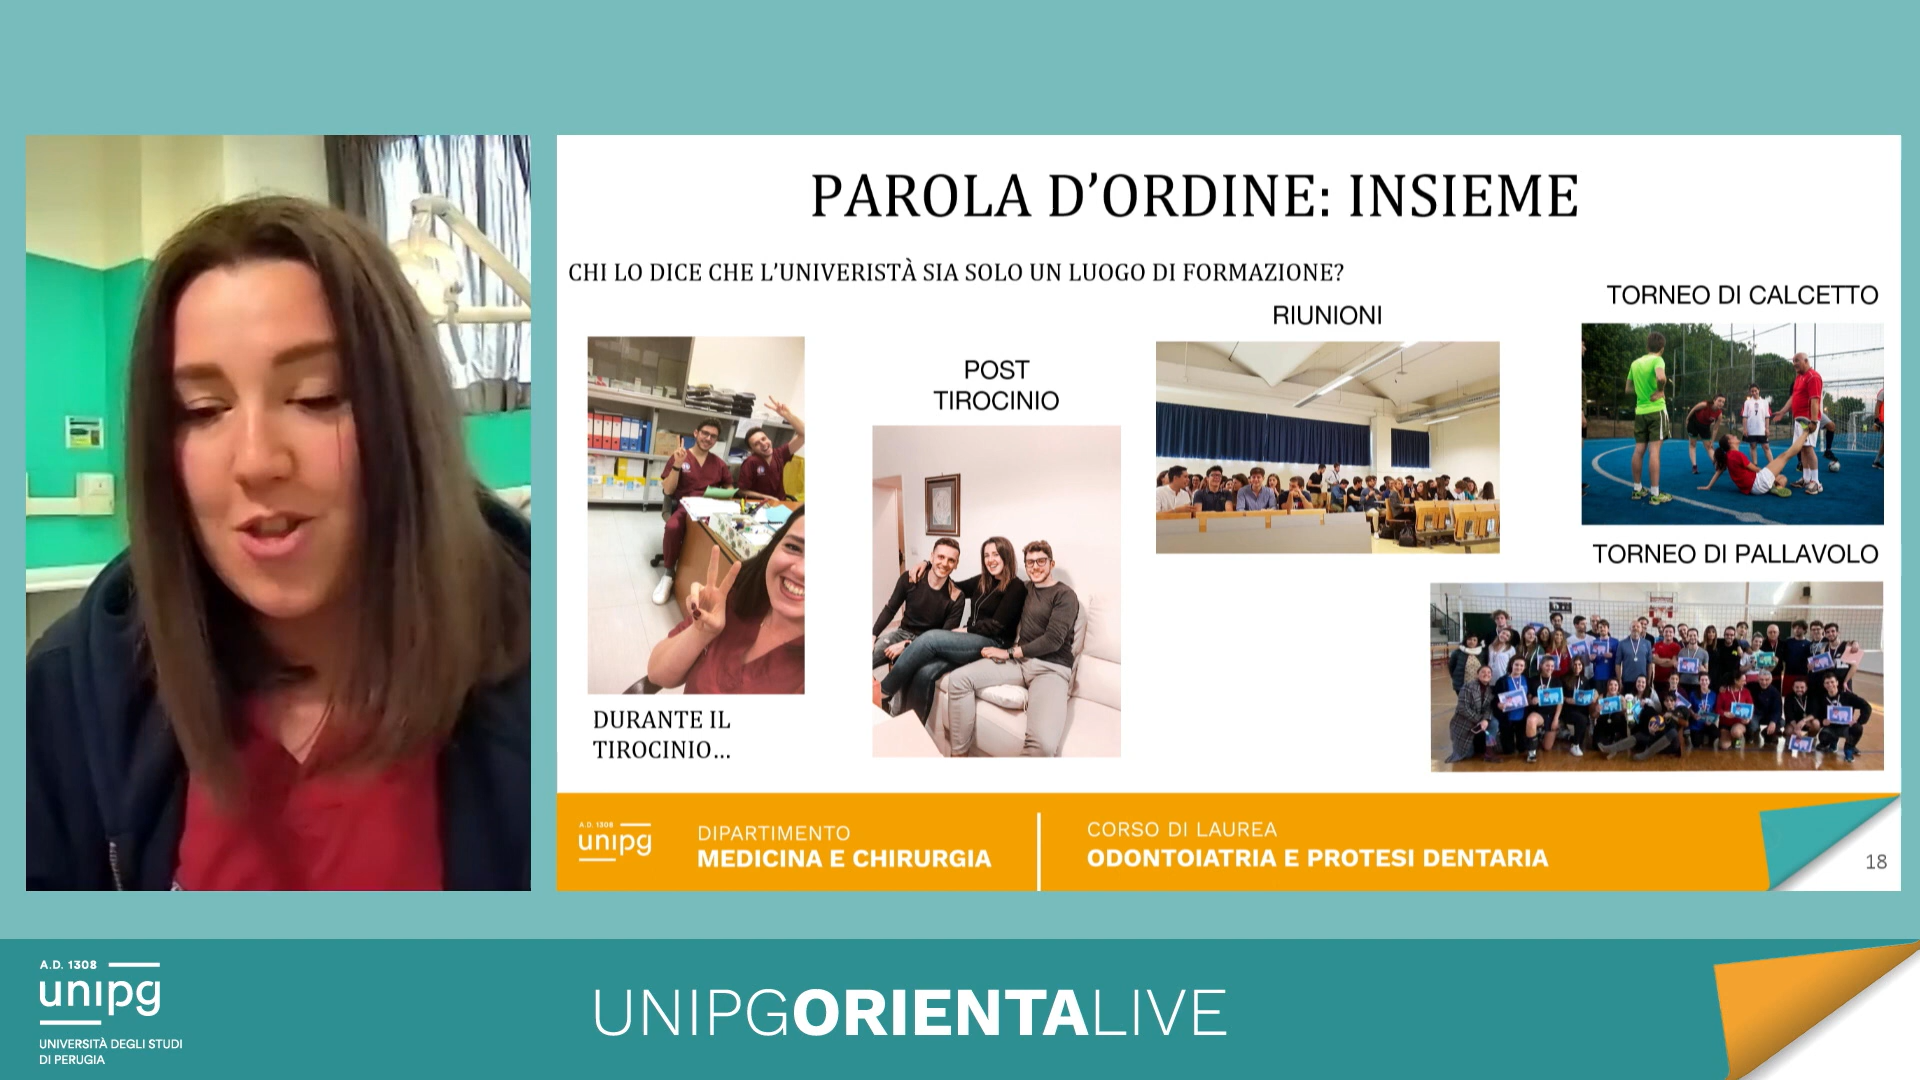 PAROLA D’ORDINE: INSIEME
CHI LO DICE CHE L’UNIVERISTÀ SIA SOLO UN LUOGO DI FORMAZIONE?
DURANTE IL
TIROCINIO...
POST
TIROCINIO
RIUNIONI
TORNEO DI CALCETTO
TORNEO DI PALLAVOLO
A.D. 1308
unipg
DIPARTIMENTO
MEDICINA E CHIRURGIA
CORSO DI LAUREA
ODONTOIATRIA E PROTESI DENTARIA
18
A.D. 1308
unipg
UNIVERSITÀ DEGLI STUDI
DI PERUGIA
UNIPGORIENTALIVE